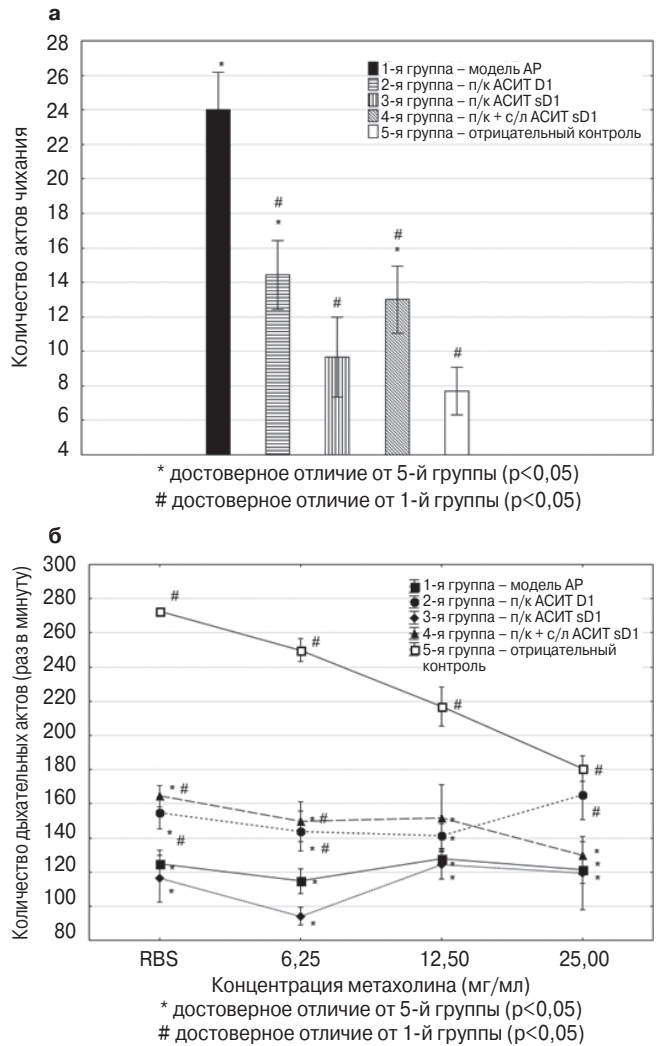 а
28
26
24
22
20
18
16
14
12
10
8
6
4
Количество актов чихания
*
#
*
#
#
*
#
1-я группа – модель АР
2-я группа – п/к АСИТ D1
3-я группа – п/к АСИТ sD1
4-я группа – п/к + с/л АСИТ sD1
5-я группа – отрицательный контроль
* достоверное отличие от 5-й группы (p<0,05)
# достоверное отличие от 1-й группы (p<0,05)
б
300
280
260
240
220
200
180
160
140
120
100
80
Количество дыхательных актов (раз в минуту)
1-я группа – модель АР
2-я группа – п/к АСИТ D1
3-я группа – п/к АСИТ sD1
4-я группа – п/к + с/л АСИТ sD1
5-я группа – отрицательный
контроль
#
#
#
#
* #
* #
*
#
* #
* #
*
*
*
*
*
*
*
*
*
*
RBS 6,25 12,50 25,00
Концентрация метахолина (мг/мл)
* достоверное отличие от 5-й группы (p<0,05)
# достоверное отличие от 1-й группы (p<0,05)